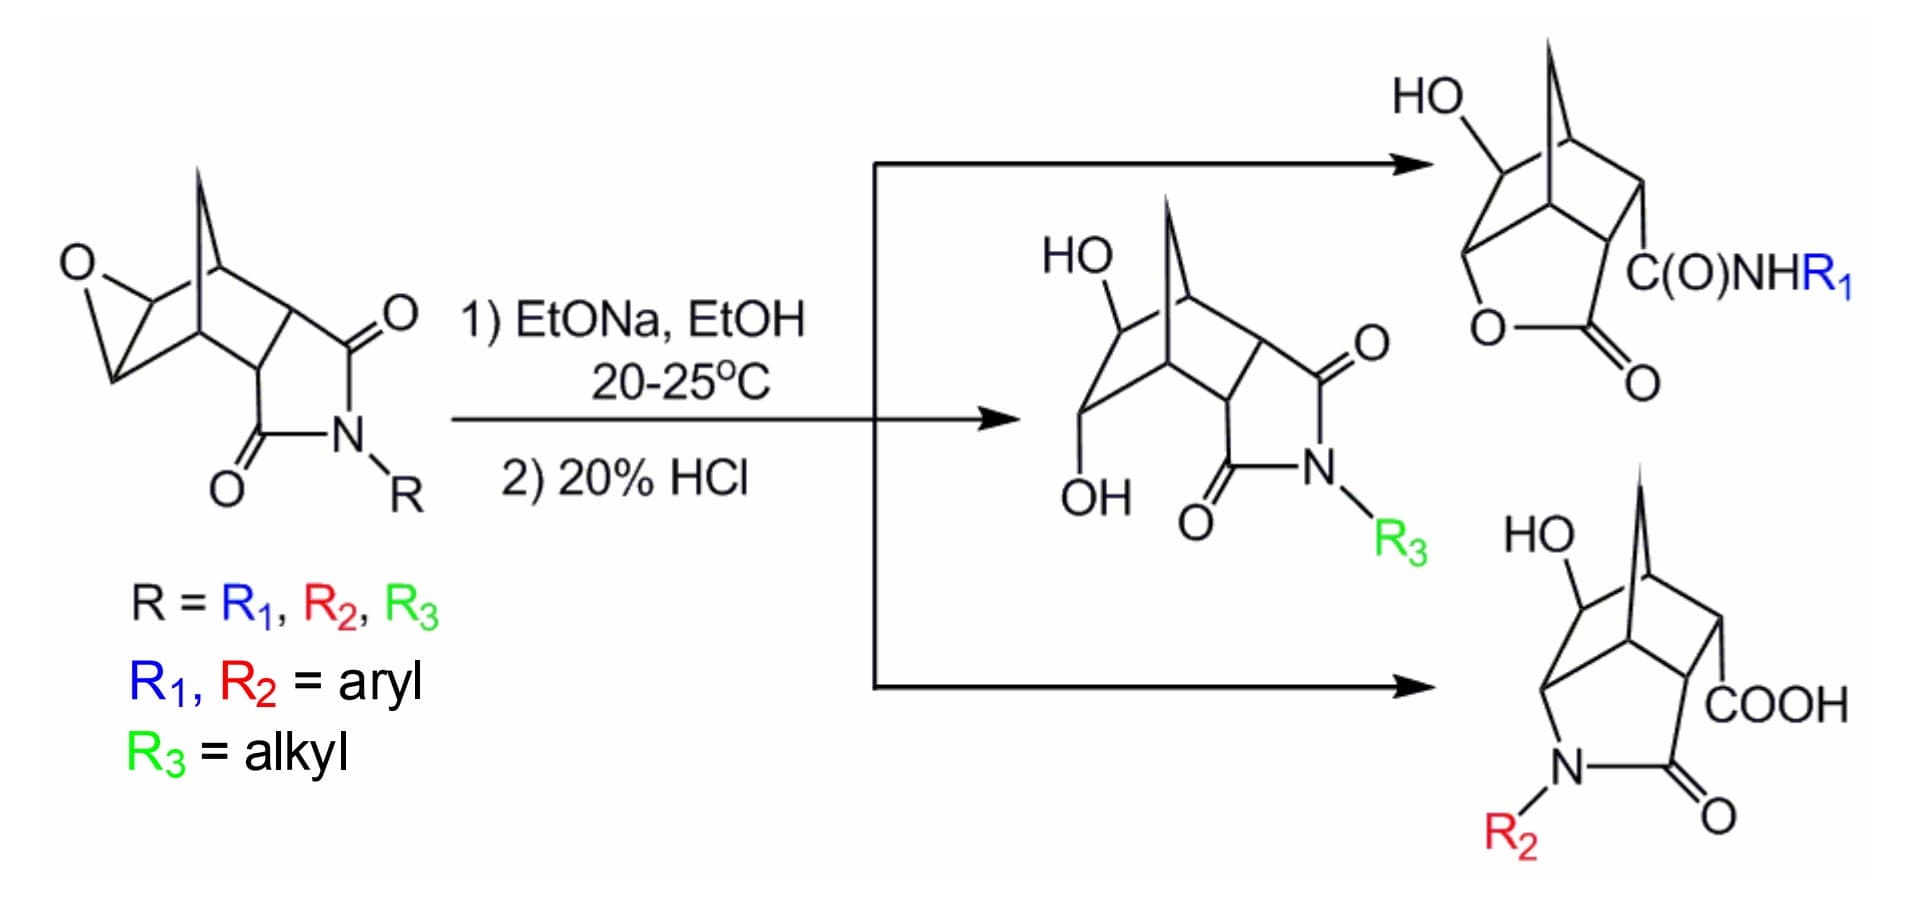 O
O
O
N
R
R = R₁, R₂, R₃
R₁, R₂ = aryl
R₃ = alkyl
1) EtONa, EtOH
20-25°C
2) 20% HCl
HO
OH
O
O
N
R₃
HO
C(O)NHR₁
O
O
HO
COOH
N
O
R₂